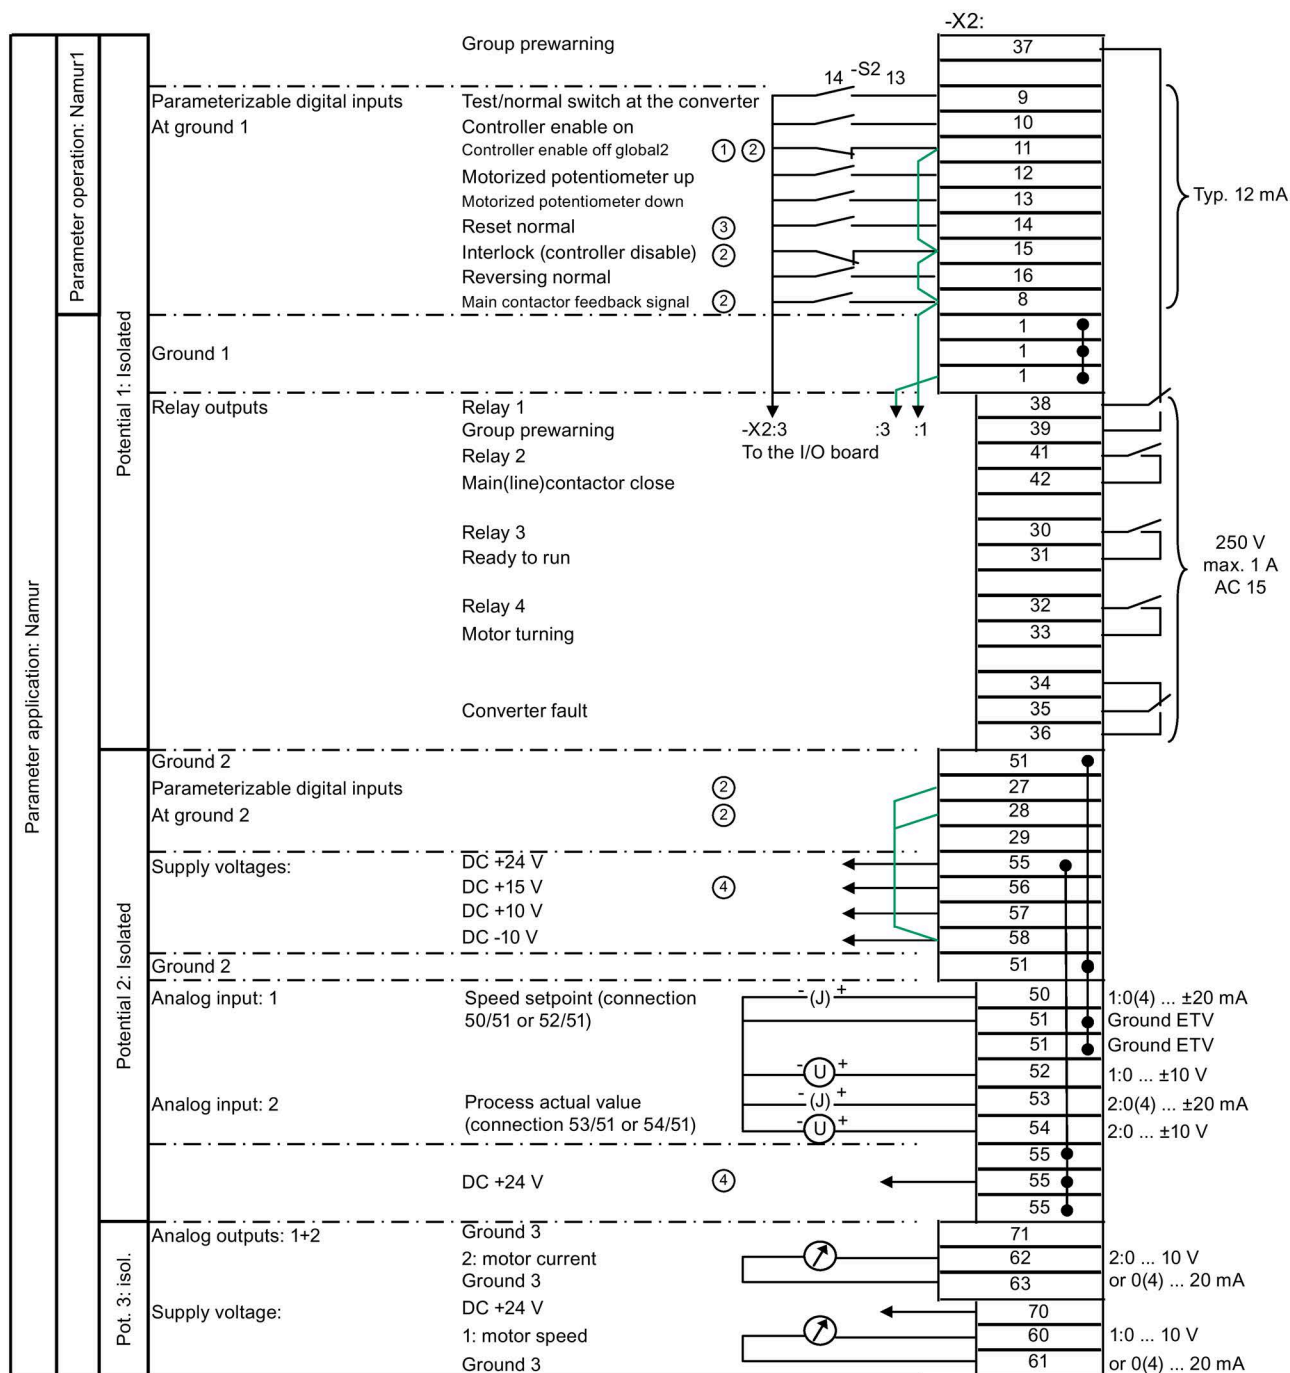 -X2:
Group prewarning 37
14 -S2 13
Parameterizable digital inputs Test/normal switch at the converter 9
At ground 1 Controller enable on 10
Controller enable off global2 1 2 11
Motorized potentiometer up 12
Typ. 12 mA
Motorized potentiometer down 13
Reset normal 3 14
Interlock (controller disable) 2 15
Reversing normal 16
Main contactor feedback signal 2 8
1
Ground 1 1
1
Relay outputs Relay 1 38
Group prewarning -X2:3 :3 :1 39
Relay 2 To the I/O board 41
Main(line)contactor close 42
Relay 3 30
Ready to run 31
250 V
max. 1 A
AC 15
Relay 4 32
Motor turning 33
34
Converter fault 35
36
Ground 2 51
Parameterizable digital inputs 2 27
At ground 2 2 28
29
Supply voltages: DC +24 V 55
DC +15 V 4 56
DC +10 V 57
DC -10 V 58
Ground 2 51
Analog input: 1 Speed setpoint (connection - (J) + 50 1:0(4) ... ±20 mA
50/51 or 52/51) 51 Ground ETV
51 Ground ETV
- U + 52 1:0 ... ±10 V
Analog input: 2 Process actual value - (J) + 53 2:0(4) ... ±20 mA
(connection 53/51 or 54/51) - U + 54 2:0 ... ±10 V
55
DC +24 V 4 55
55
Analog outputs: 1+2 Ground 3 71
2: motor current 62 2:0 ... 10 V
Ground 3 63 or 0(4) ... 20 mA
Supply voltage: DC +24 V 70
1: motor speed 60 1:0 ... 10 V
Ground 3 61 or 0(4) ... 20 mA
Parameter application: Namur
Parameter operation: Namur1
Potential 1: Isolated
Potential 2: Isolated
Pot. 3: isol.